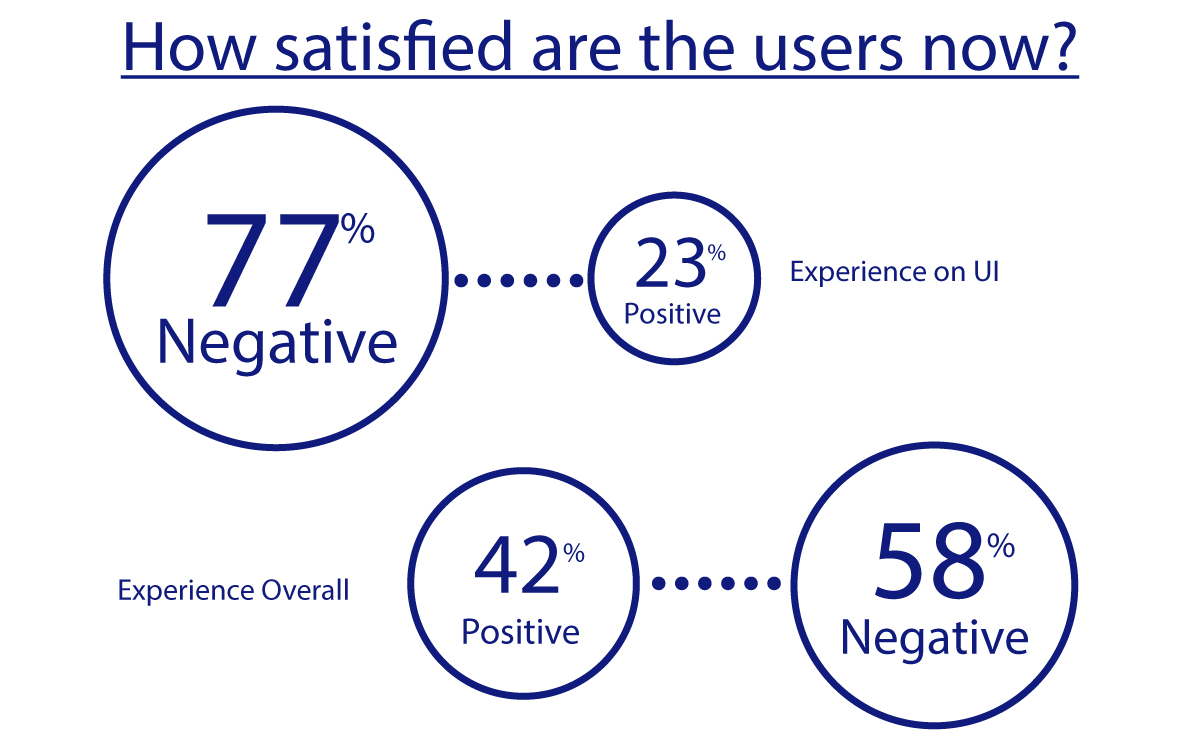 How satisfied are the users now?
77%
Negative
23%
Positive
Experience on UI
Experience Overall
42%
Positive
58%
Negative